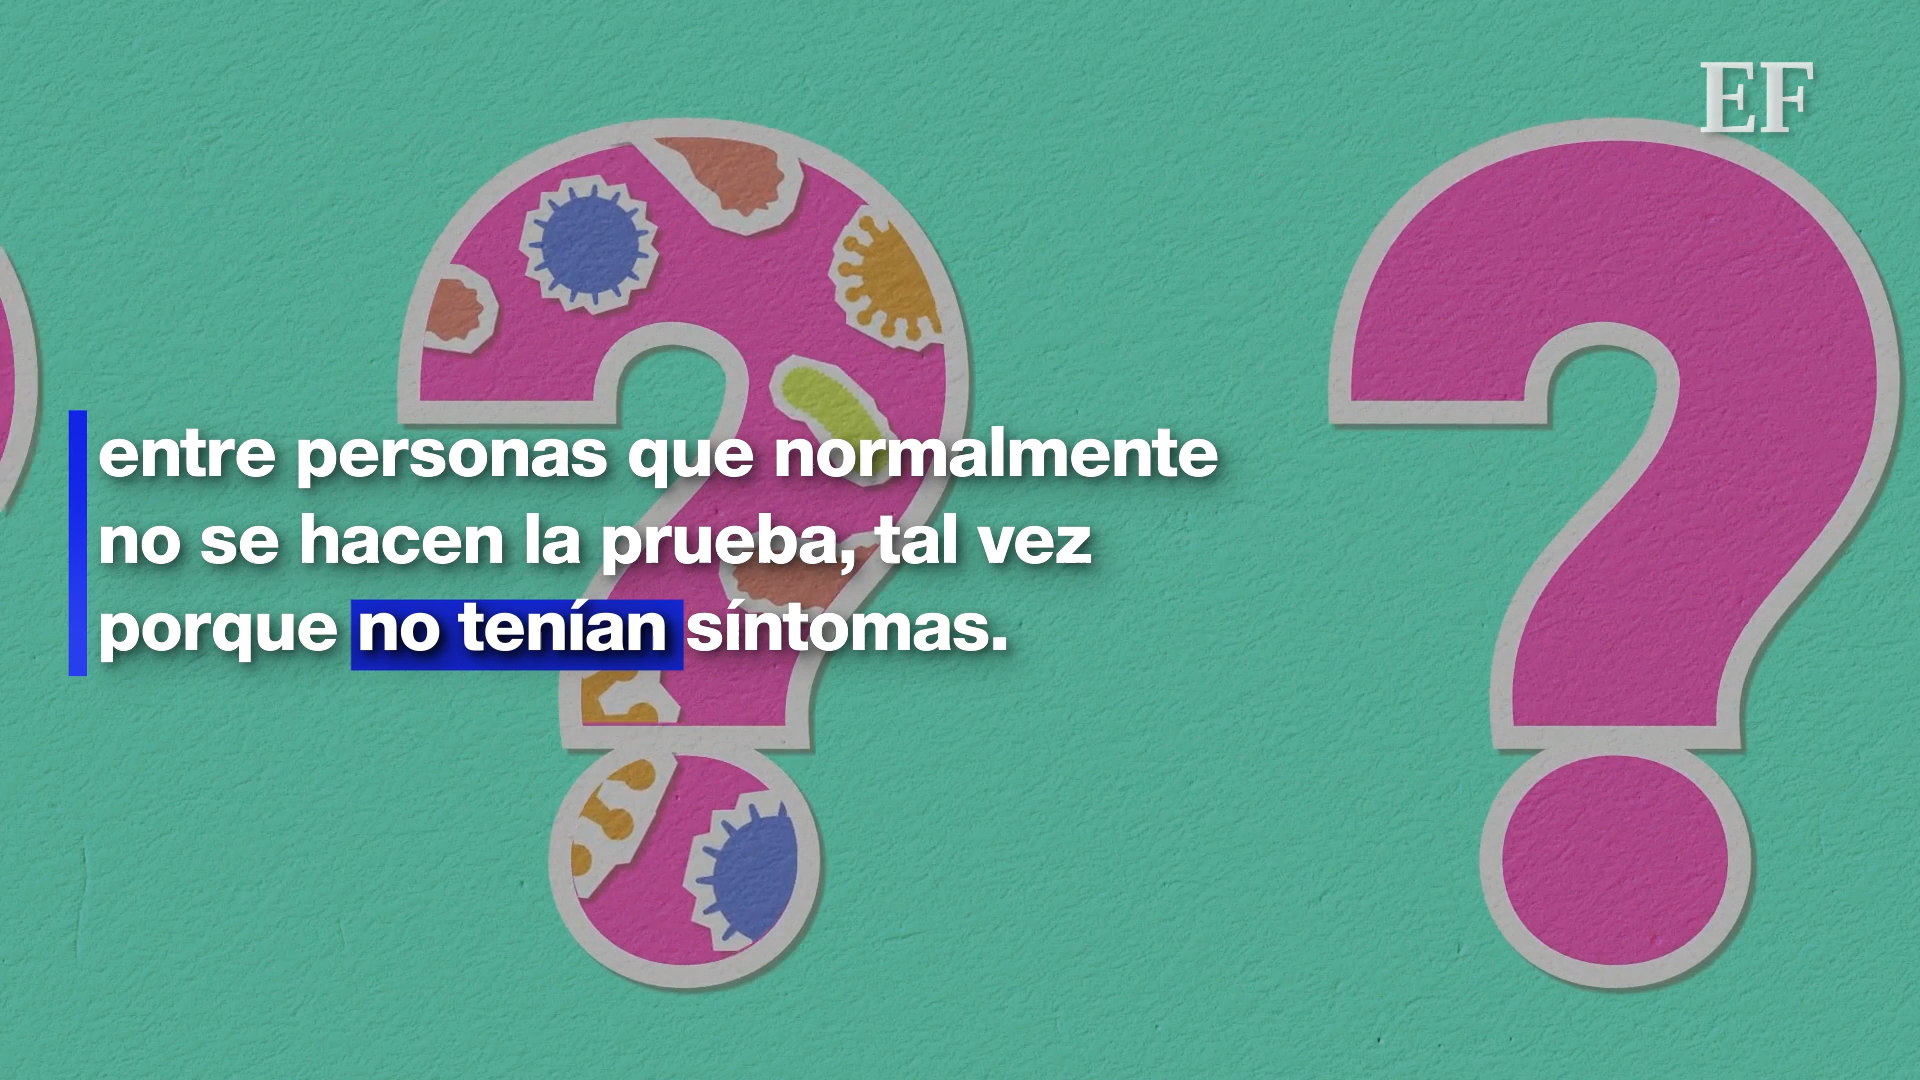 EF
entre personas que normalmente
no se hacen la prueba, tal vez
porque no tenían síntomas.